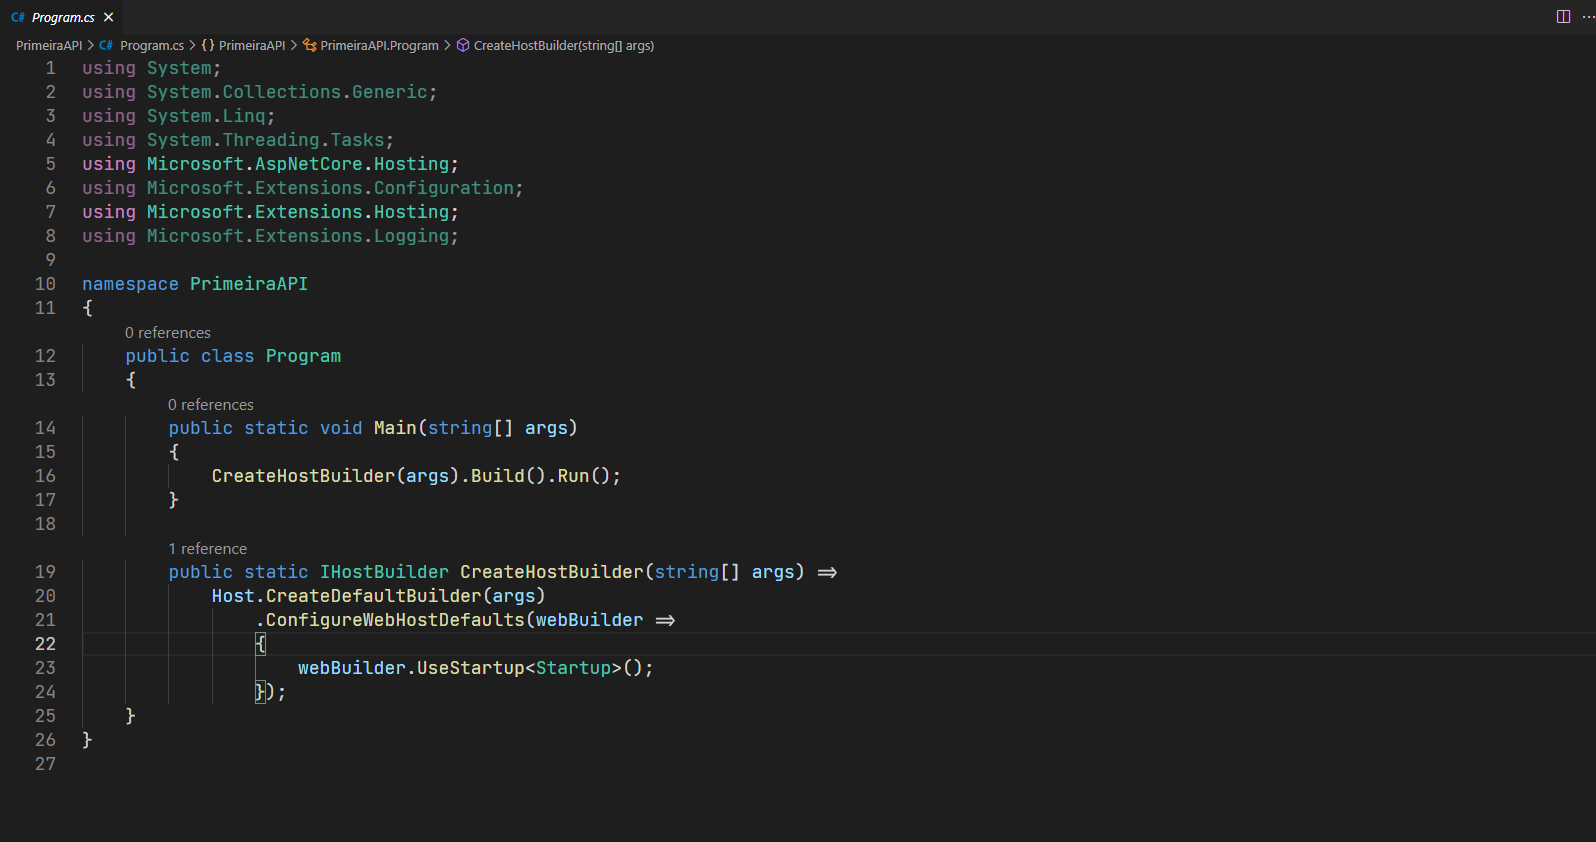 C# Program.cs ×
PrimeiraAPI > C# Program.cs > {} PrimeiraAPI > PrimeiraAPI.Program > CreateHostBuilder(string[] args)
1 using System;
2 using System.Collections.Generic;
3 using System.Linq;
4 using System.Threading.Tasks;
5 using Microsoft.AspNetCore.Hosting;
6 using Microsoft.Extensions.Configuration;
7 using Microsoft.Extensions.Hosting;
8 using Microsoft.Extensions.Logging;
9
10 namespace PrimeiraAPI
11 {
0 references
12 public class Program
13 {
0 references
14 public static void Main(string[] args)
15 {
16 CreateHostBuilder(args).Build().Run();
17 }
18
1 reference
19 public static IHostBuilder CreateHostBuilder(string[] args) =>
20 Host.CreateDefaultBuilder(args)
21 .ConfigureWebHostDefaults(webBuilder =>
22 {
23 webBuilder.UseStartup<Startup>();
24 });
25 }
26 }
27